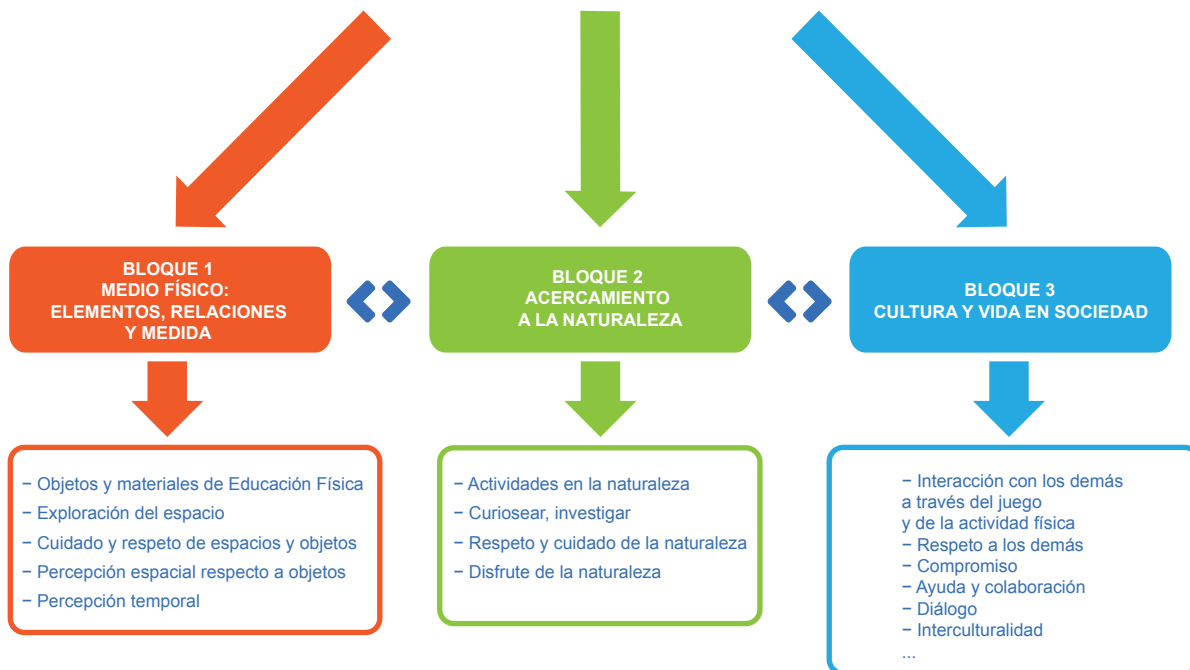 BLOQUE 1
MEDIO FÍSICO:
ELEMENTOS, RELACIONES
Y MEDIDA
BLOQUE 2
ACERCAMIENTO
A LA NATURALEZA
BLOQUE 3
CULTURA Y VIDA EN SOCIEDAD
− Objetos y materiales de Educación Física
− Exploración del espacio
− Cuidado y respeto de espacios y objetos
− Percepción espacial respecto a objetos
− Percepción temporal
− Actividades en la naturaleza
− Curiosear, investigar
− Respeto y cuidado de la naturaleza
− Disfrute de la naturaleza
− Interacción con los demás
a través del juego
y de la actividad física
− Respeto a los demás
− Compromiso
− Ayuda y colaboración
− Diálogo
− Interculturalidad
...